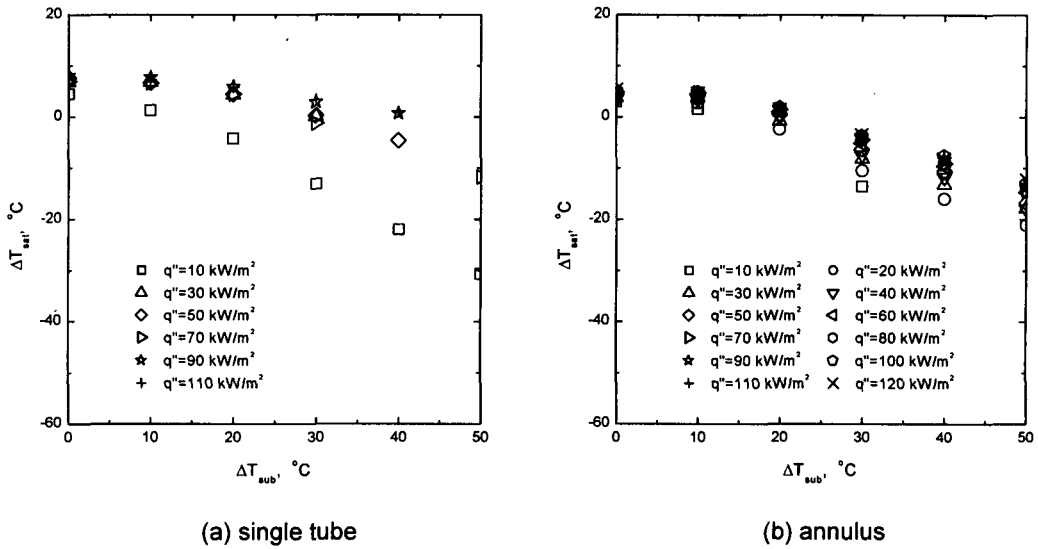 20
0
-20
-40
-60
ΔT_sat, °C
q"=10 kW/m²
q"=30 kW/m²
q"=50 kW/m²
q"=70 kW/m²
q"=90 kW/m²
q"=110 kW/m²
0 10 20 30 40 50
ΔT_sub, °C
(a) single tube
20
0
-20
-40
-60
ΔT_sat, °C
q"=10 kW/m² q"=20 kW/m²
q"=30 kW/m² q"=40 kW/m²
q"=50 kW/m² q"=60 kW/m²
q"=70 kW/m² q"=80 kW/m²
q"=90 kW/m² q"=100 kW/m²
q"=110 kW/m² q"=120 kW/m²
0 10 20 30 40 50
ΔT_sub, °C
(b) annulus